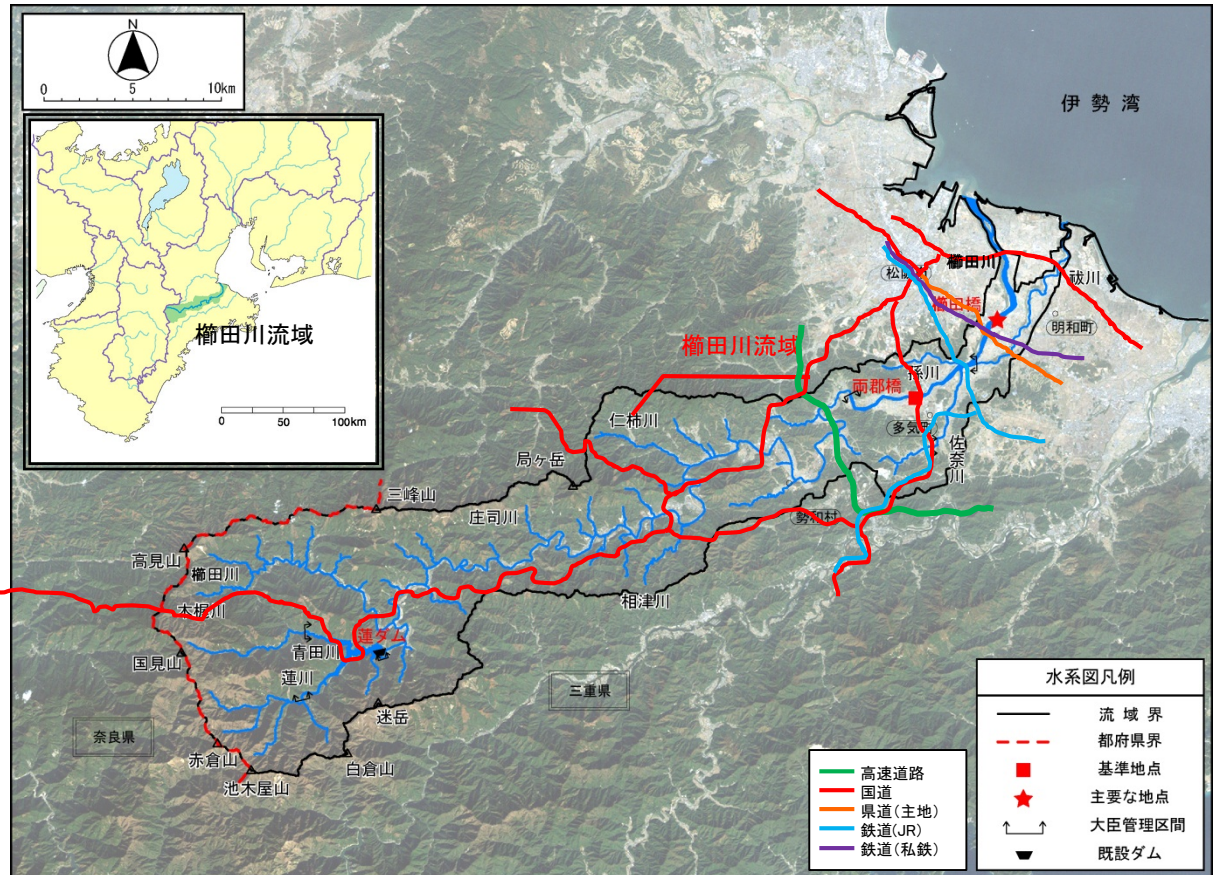 N
0 5 10km
伊勢湾
櫛田川流域
0 50 100km
櫛田川
祓川
櫛田橋
明和町
櫛田川流域
孫川
両郡橋
仁柿川
多気町
佐奈川
局ヶ岳
三峰山
庄司川
勢和村
高見山
櫛田川
相津川
木梶川
蓮ダム
青田川
国見山
蓮川
三重県
迷岳
奈良県
赤倉山
白倉山
池木屋山
高速道路
国道
県道(主地)
鉄道(JR)
鉄道(私鉄)
水系図凡例
流域界
都府県界
基準地点
主要な地点
大臣管理区間
既設ダム